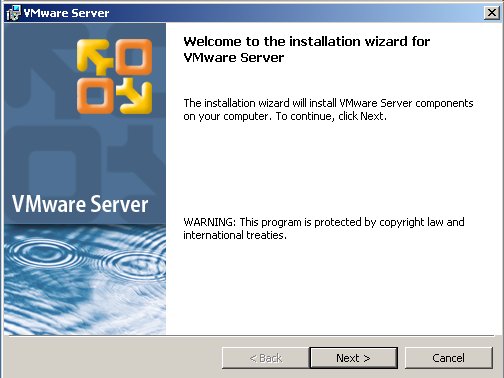 VMware Server
Welcome to the installation wizard for
VMware Server
The installation wizard will install VMware Server components
on your computer. To continue, click Next.
VMware Server
WARNING: This program is protected by copyright law and
international treaties.
< Back
Next >
Cancel